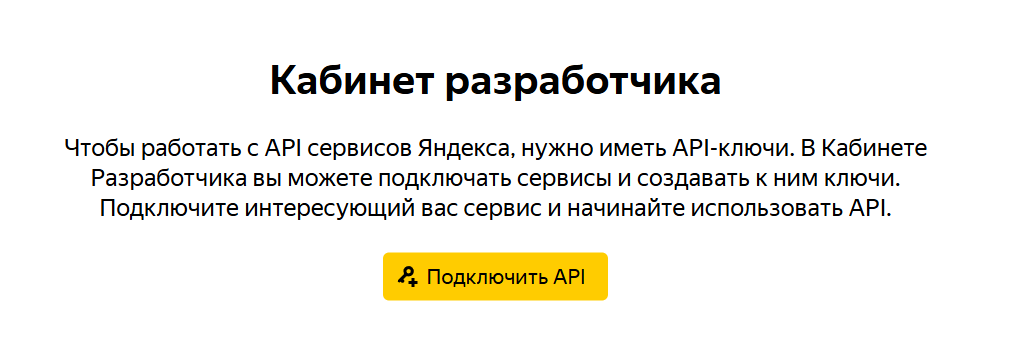 Кабинет разработчика
Чтобы работать с API сервисов Яндекса, нужно иметь API-ключи. В Кабинете
Разработчика вы можете подключать сервисы и создавать к ним ключи.
Подключите интересующий вас сервис и начинайте использовать API.
Подключить API